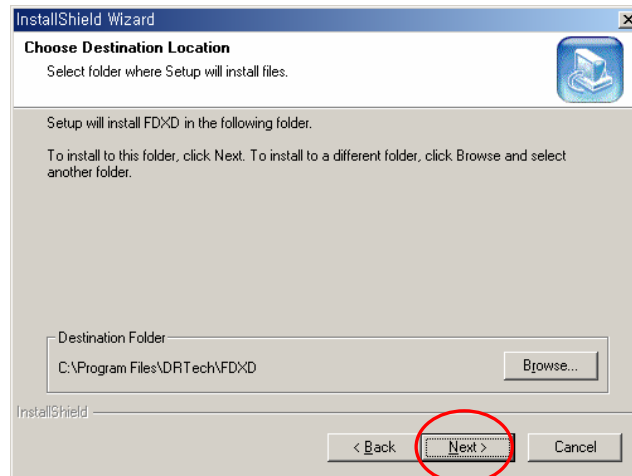 InstallShield Wizard
Choose Destination Location
Select folder where Setup will install files.
Setup will install FDXD in the following folder.
To install to this folder, click Next. To install to a different folder, click Browse and select
another folder.
Destination Folder
C:\Program Files\DRTech\FDXD
Browse...
InstallShield
< Back
Next >
Cancel